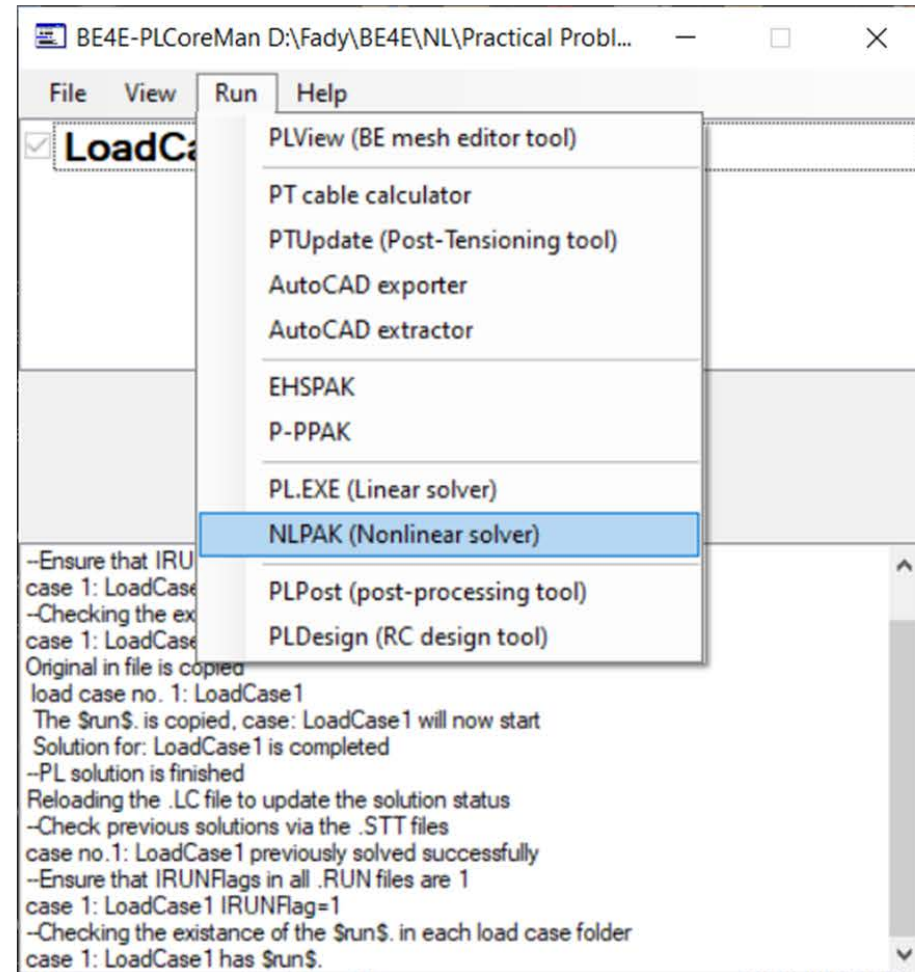 BE4E-PLCoreMan D:\Fady\BE4E\NL\Practical Probl...
File View Run Help
PLView (BE mesh editor tool)
PT cable calculator
PTUpdate (Post-Tensioning tool)
AutoCAD exporter
AutoCAD extractor
EHSPAK
P-PPAK
PL.EXE (Linear solver)
NLPAK (Nonlinear solver)
PLPost (post-processing tool)
PLDesign (RC design tool)
LoadCa
--Ensure that IRU
case 1: LoadCase
--Checking the ex
case 1: LoadCase
Original in file is copied
load case no. 1: LoadCase1
The $run$. is copied, case: LoadCase1 will now start
Solution for: LoadCase1 is completed
--PL solution is finished
Reloading the .LC file to update the solution status
--Check previous solutions via the .STT files
case no.1: LoadCase1 previously solved successfully
--Ensure that IRUNFlags in all .RUN files are 1
case 1: LoadCase1 IRUNFlag=1
--Checking the existance of the $run$. in each load case folder
case 1: LoadCase1 has $run$.